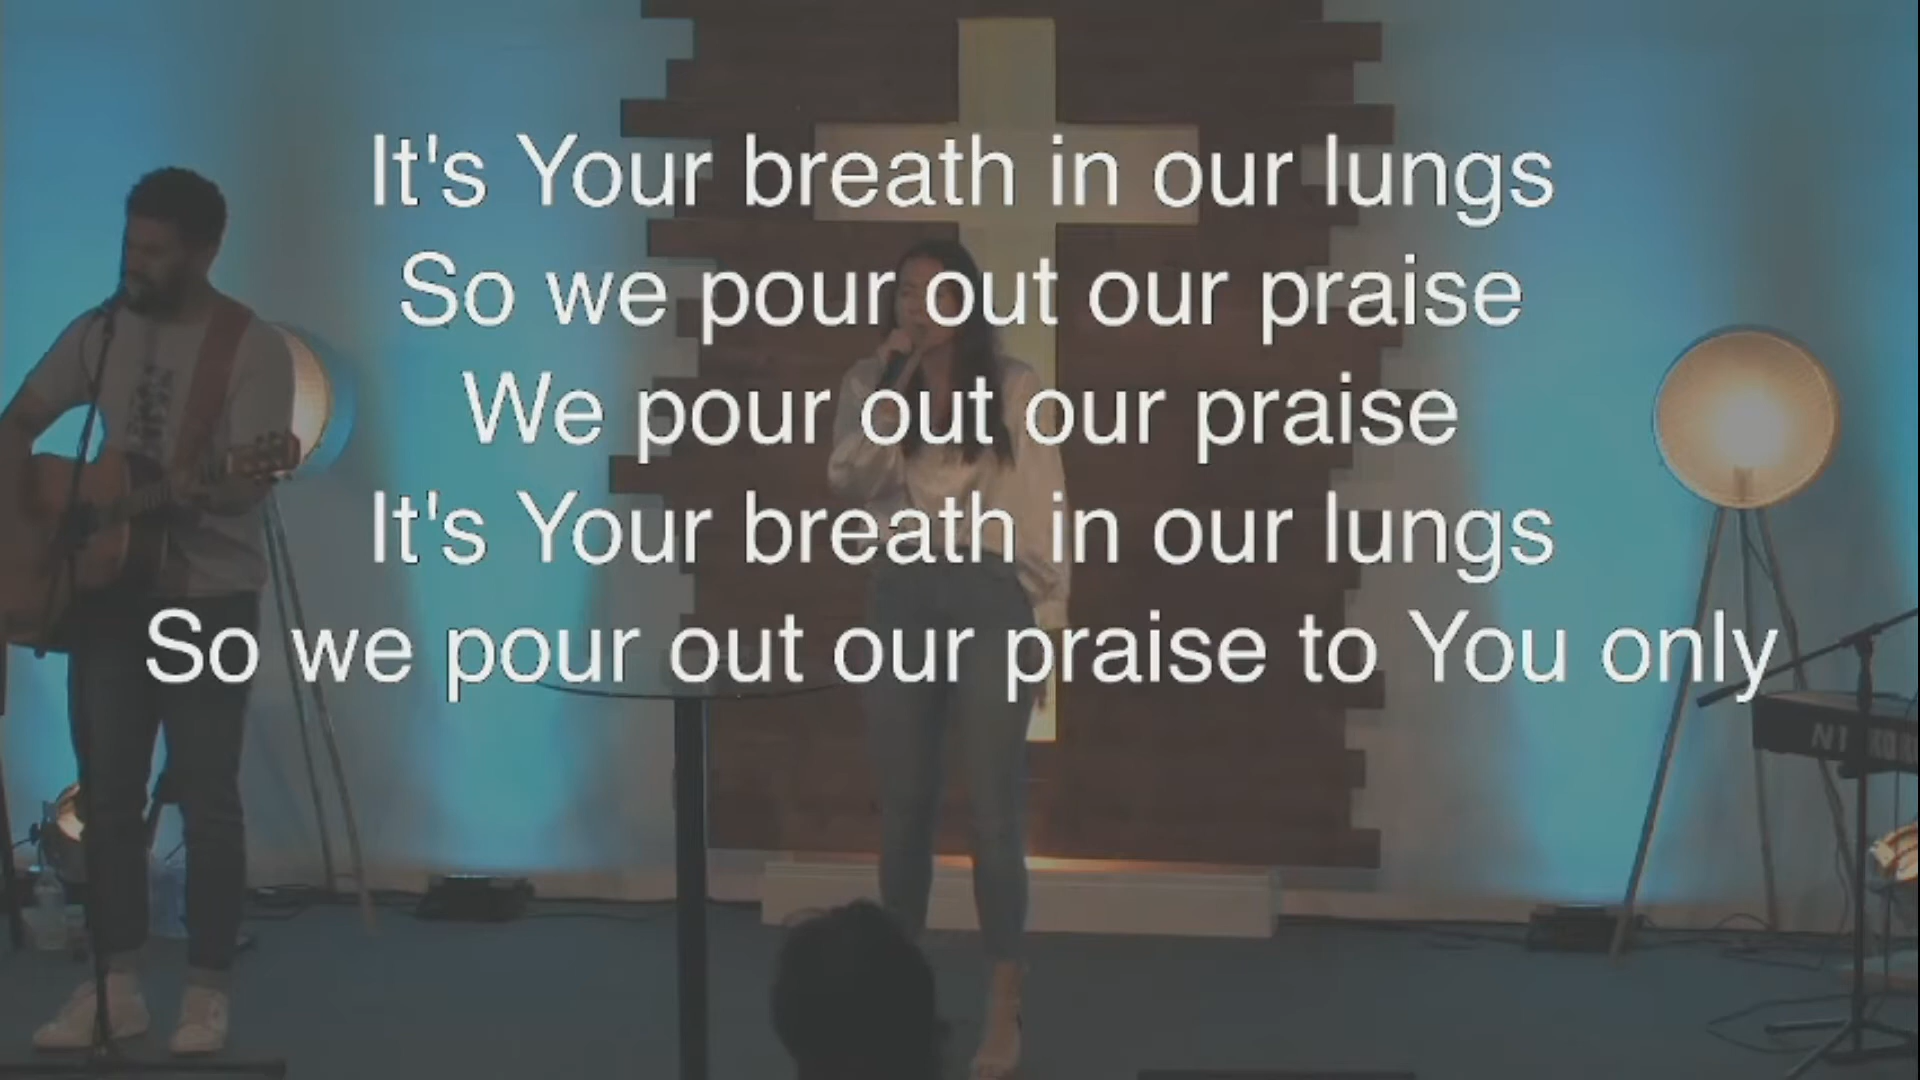 It's Your breath in our lungs
So we pour out our praise
We pour out our praise
It's Your breath in our lungs
So we pour out our praise to You only